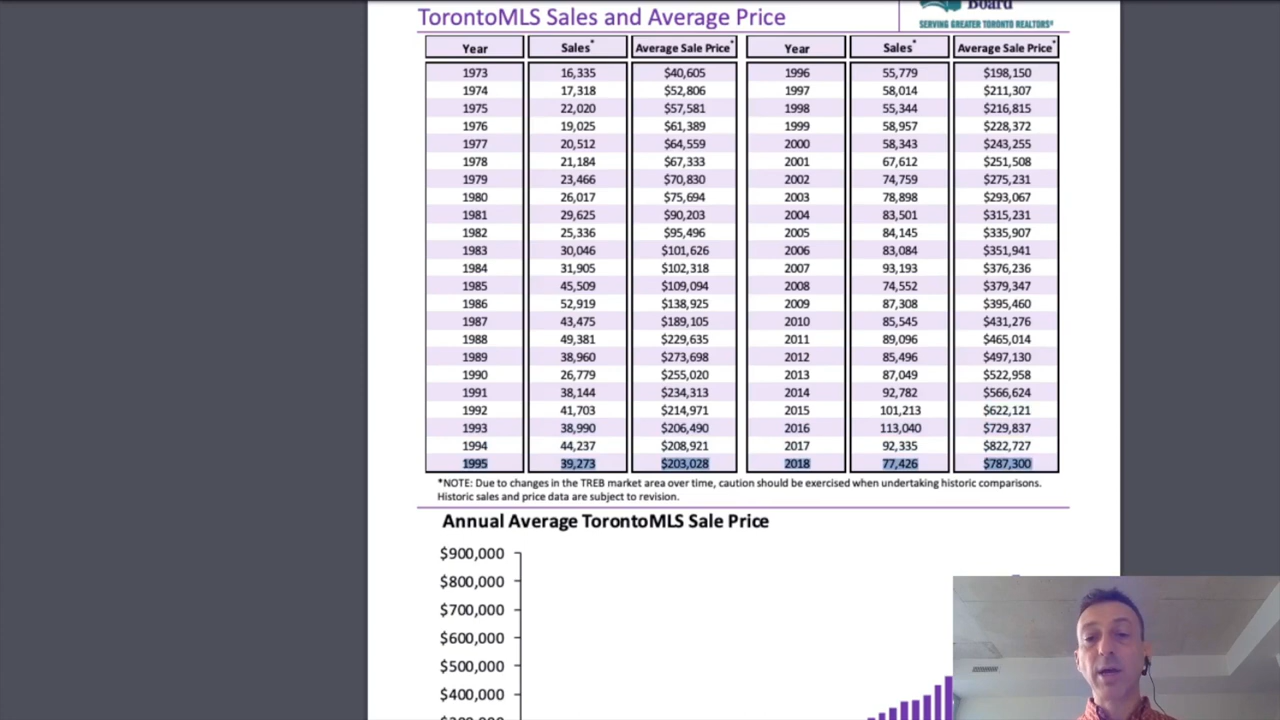 Board
TorontoMLS Sales and Average Price
SERVING GREATER TORONTO REALTORS®
Year Sales* Average Sale Price* Year Sales* Average Sale Price*
1973 16,335 $40,605 1996 55,779 $198,150
1974 17,318 $52,806 1997 58,014 $211,307
1975 22,020 $57,581 1998 55,344 $216,815
1976 19,025 $61,389 1999 58,957 $228,372
1977 20,512 $64,559 2000 58,343 $243,255
1978 21,184 $67,333 2001 67,612 $251,508
1979 23,466 $70,830 2002 74,759 $275,231
1980 26,017 $75,694 2003 78,898 $293,067
1981 29,625 $90,203 2004 83,501 $315,231
1982 25,336 $95,496 2005 84,145 $335,907
1983 30,046 $101,626 2006 83,084 $351,941
1984 31,905 $102,318 2007 93,193 $376,236
1985 45,509 $109,094 2008 74,552 $379,347
1986 52,919 $138,925 2009 87,308 $395,460
1987 43,475 $189,105 2010 85,545 $431,276
1988 49,381 $229,635 2011 89,096 $465,014
1989 38,960 $273,698 2012 85,496 $497,130
1990 26,779 $255,020 2013 87,049 $522,958
1991 38,144 $234,313 2014 92,782 $566,624
1992 41,703 $214,971 2015 101,213 $622,121
1993 38,990 $206,490 2016 113,040 $729,837
1994 44,237 $208,921 2017 92,335 $822,727
1995 39,273 $203,028 2018 77,426 $787,300
*NOTE: Due to changes in the TREB market area over time, caution should be exercised when undertaking historic comparisons.
Historic sales and price data are subject to revision.
Annual Average TorontoMLS Sale Price
$900,000
$800,000
$700,000
$600,000
$500,000
$400,000